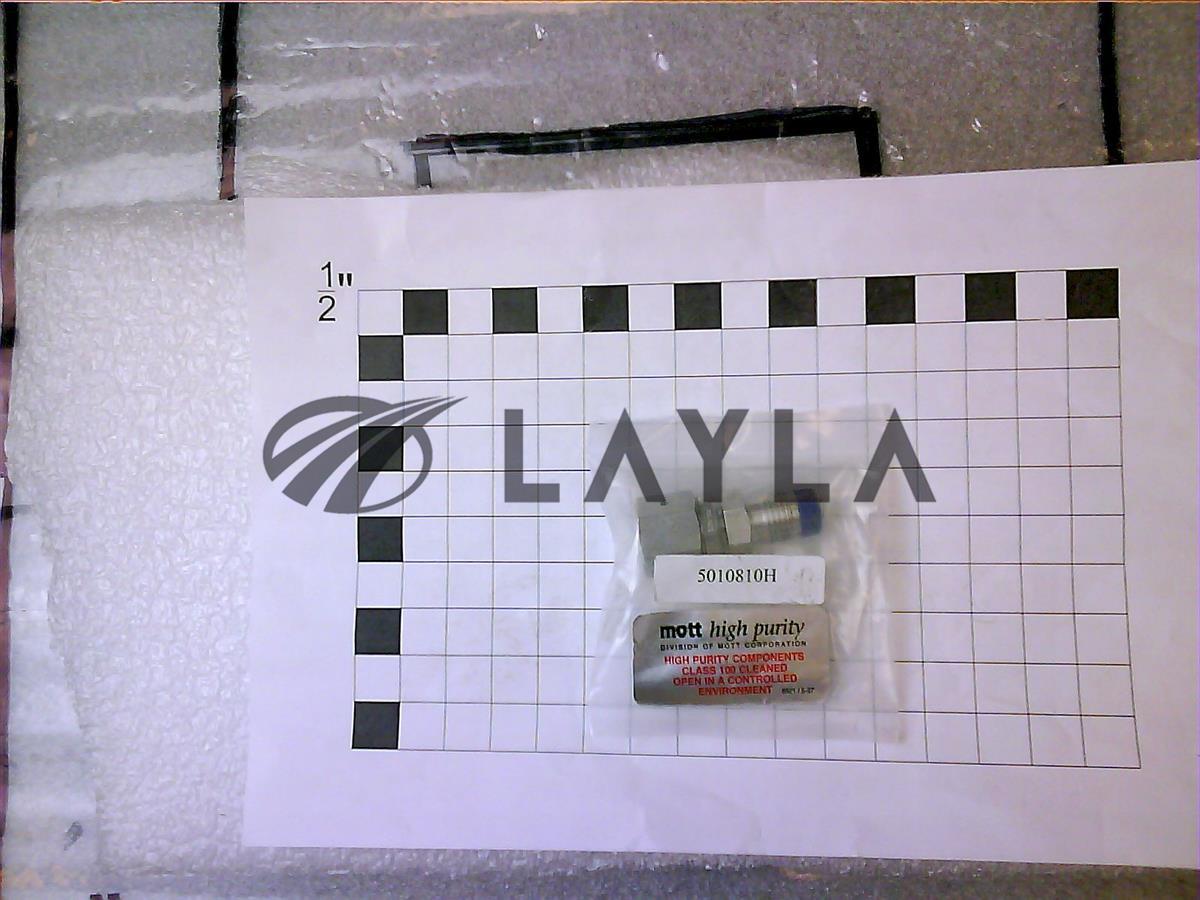 1/2"
LAYLA
5010810H
mott high purity
DIVISION OF MOTT CORPORATION
HIGH PURITY COMPONENTS
CLASS 100 CLEANED
OPEN IN A CONTROLLED
ENVIRONMENT